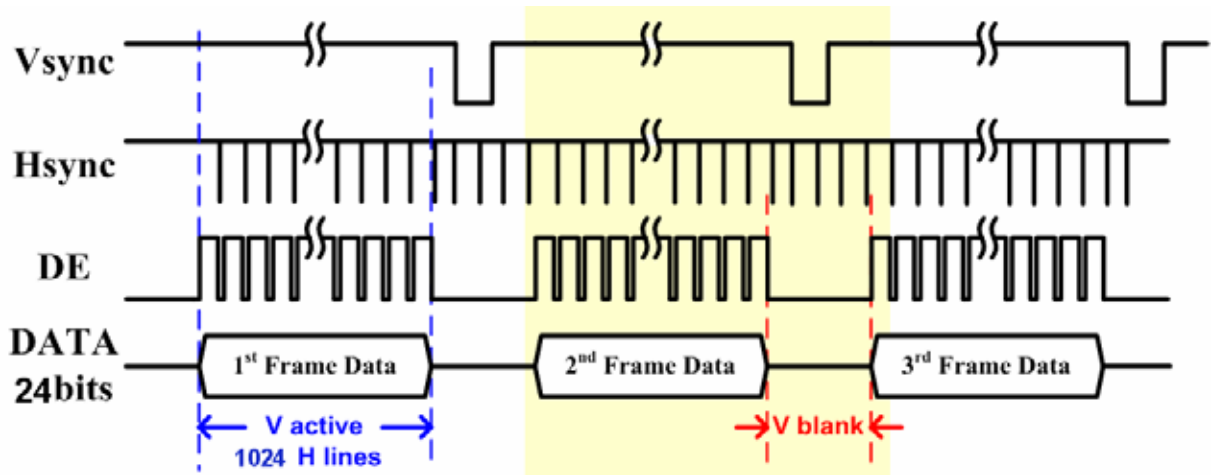 Vsync
Hsync
DE
DATA
24bits
1st Frame Data
2nd Frame Data
3rd Frame Data
V active
1024 H lines
V blank